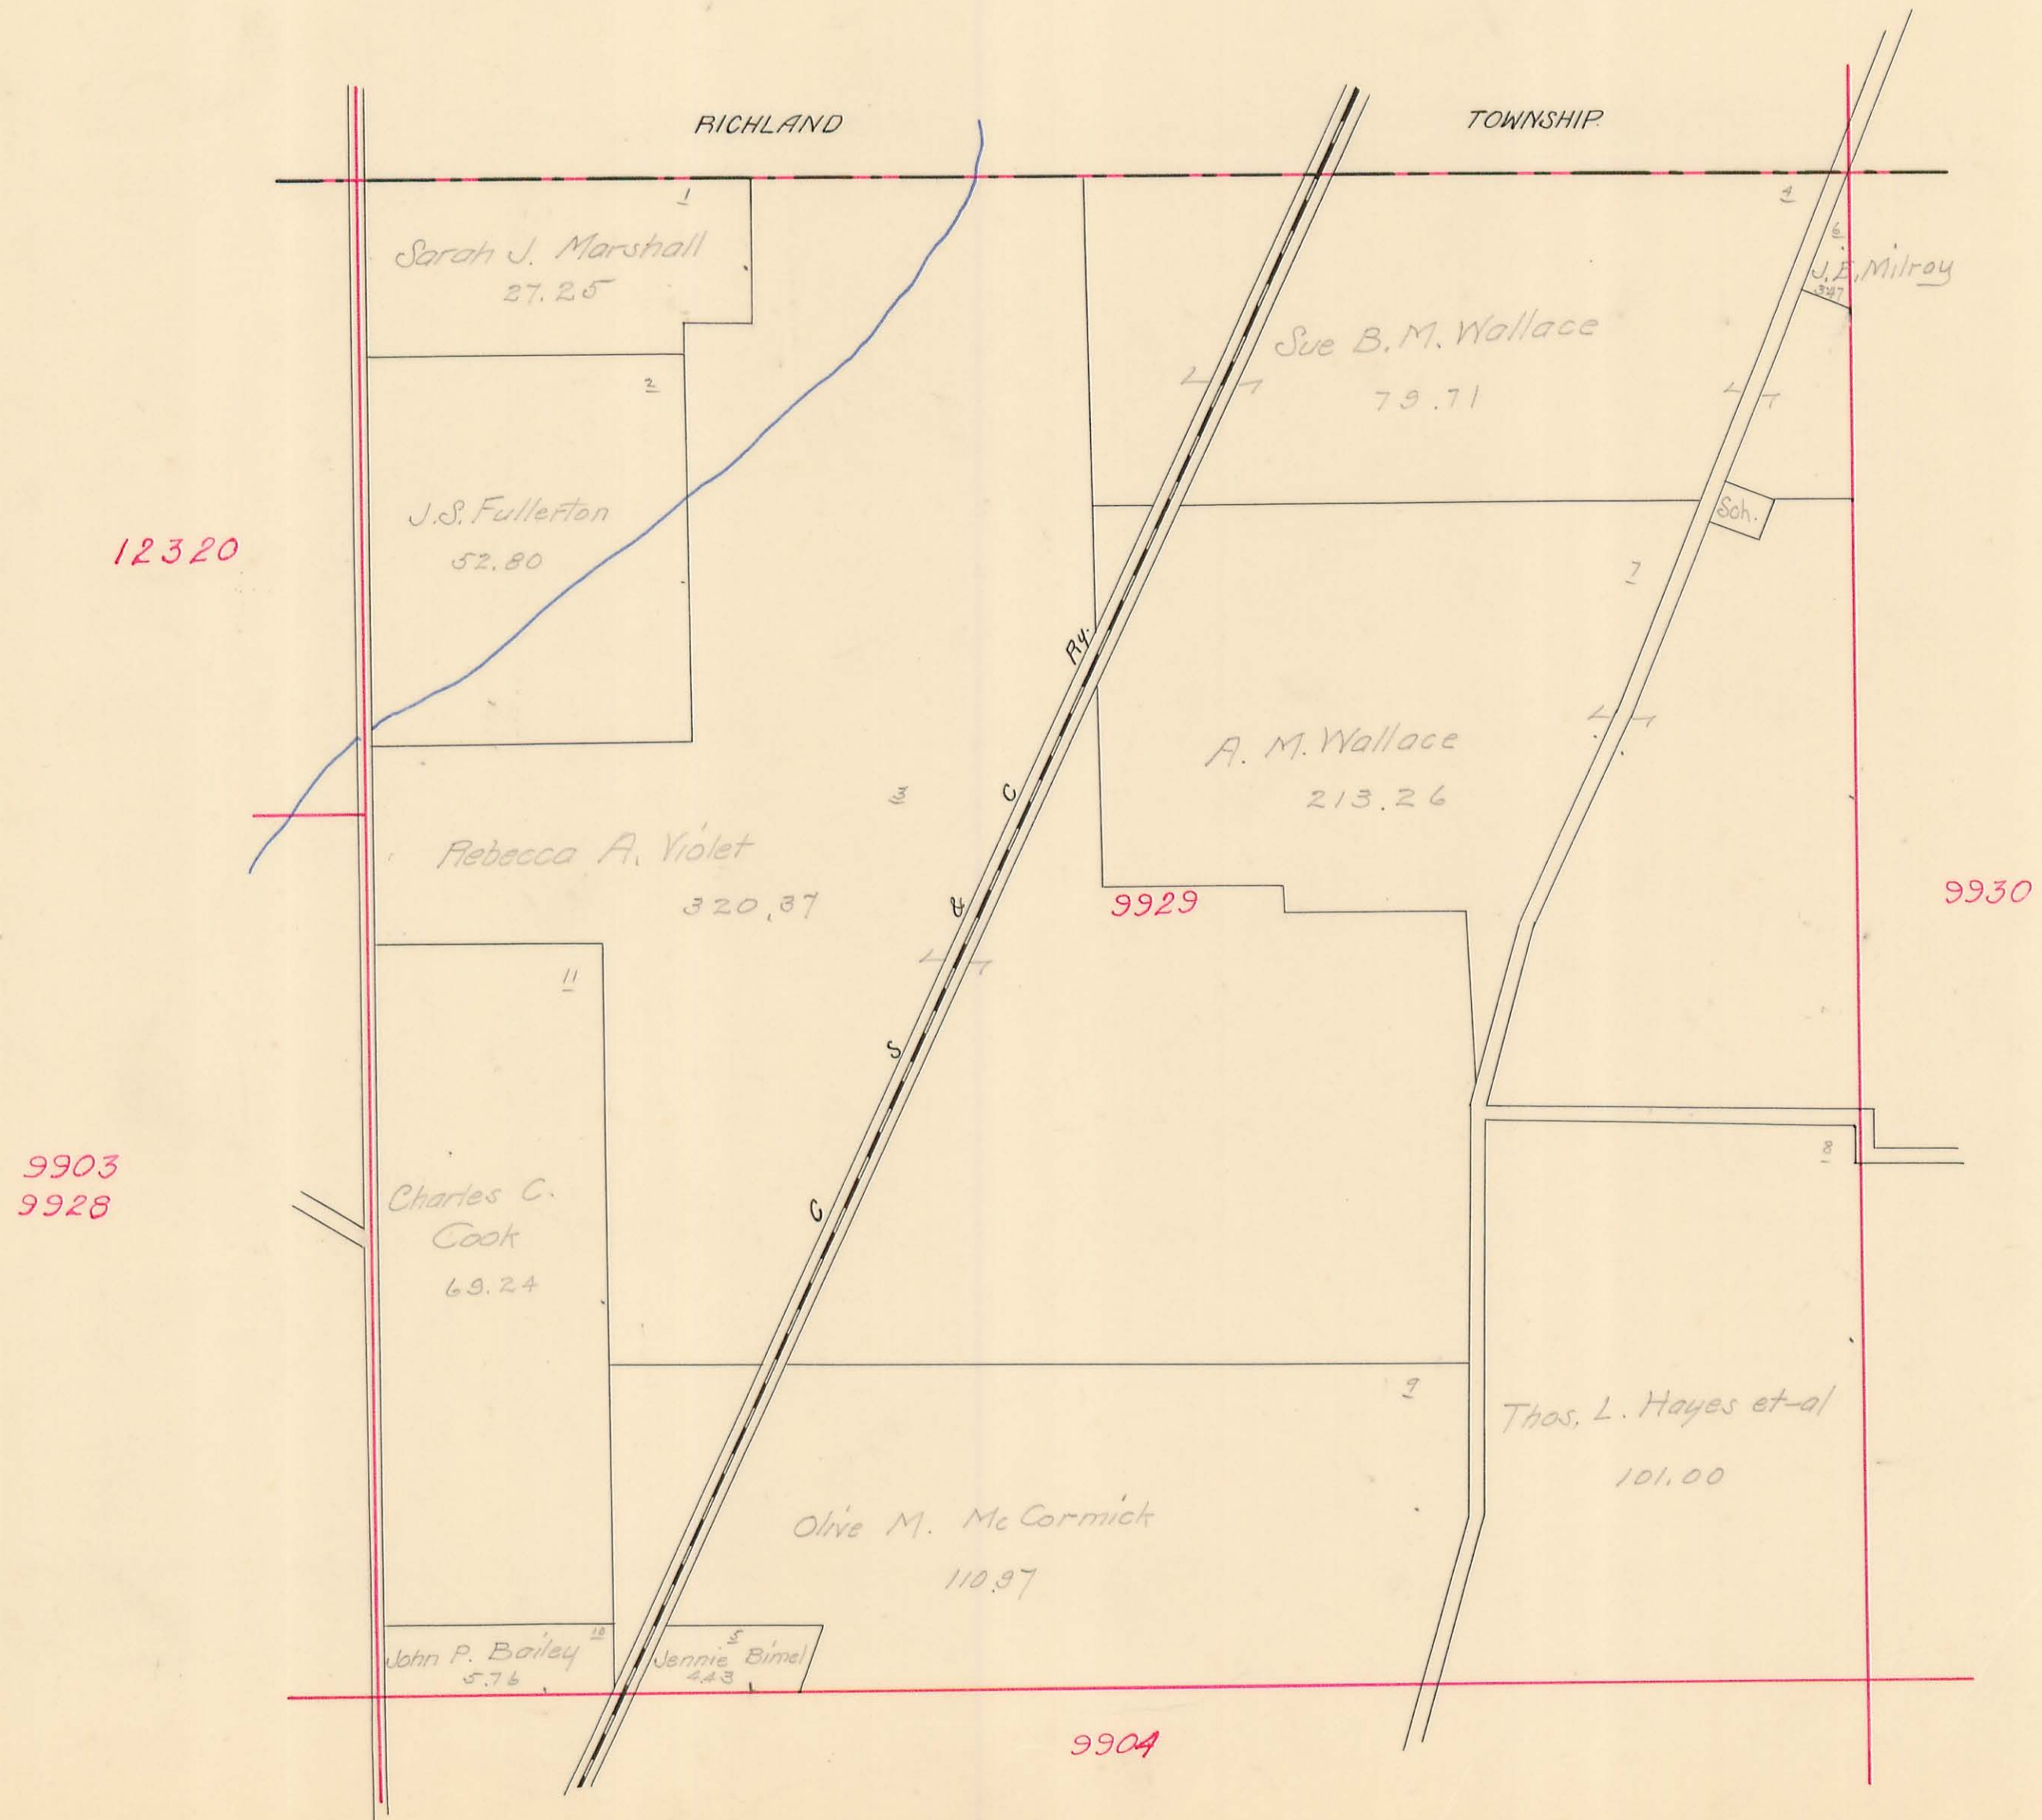 RICHLAND TOWNSHIP.
1
Sarah J. Marshall
27.25
4
6
J. E. Milroy
3.47
Sue B. M. Wallace
79.71
2
J. S. Fullerton
52.80
Sch.
12320
7
A. M. Wallace
213.26
3
Rebecca A. Violet
320.37
C S & C Ry.
9929
9930
11
Charles C.
Cook
69.24
9903
9928
8
Thos. L. Hayes et-al
101.00
9
Olive M. McCormick
110.97
10
John P. Bailey
5.76
5
Jennie Bimel
4.43
9904